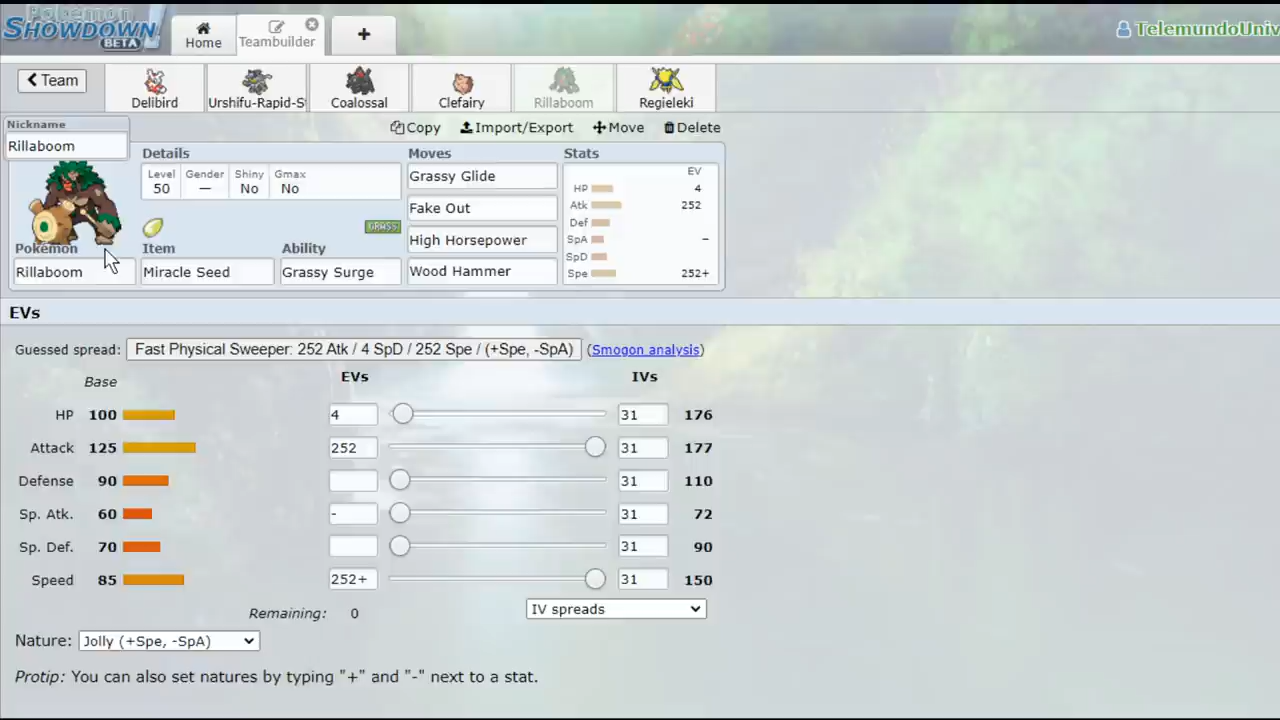 Pokémon
SHOWDOWN
BETA
Home
Teambuilder
+
TelemundoUniv
Team
Delibird
Urshifu-Rapid-S
Coalossal
Clefairy
Rillaboom
Regieleki
Copy
Import/Export
Move
Delete
Nickname
Rillaboom
Details
Level Gender Shiny Gmax
50 — No No
GRASS
Pokémon
Rillaboom
Item
Miracle Seed
Ability
Grassy Surge
Moves
Grassy Glide
Fake Out
High Horsepower
Wood Hammer
Stats
EV
HP 4
Atk 252
Def
SpA –
SpD
Spe 252+
EVs
Guessed spread: Fast Physical Sweeper: 252 Atk / 4 SpD / 252 Spe / (+Spe, -SpA) (Smogon analysis)
Base EVs IVs
HP 100 4 31 176
Attack 125 252 31 177
Defense 90 31 110
Sp. Atk. 60 - 31 72
Sp. Def. 70 31 90
Speed 85 252+ 31 150
Remaining: 0 IV spreads
Nature: Jolly (+Spe, -SpA)
Protip: You can also set natures by typing "+" and "-" next to a stat.